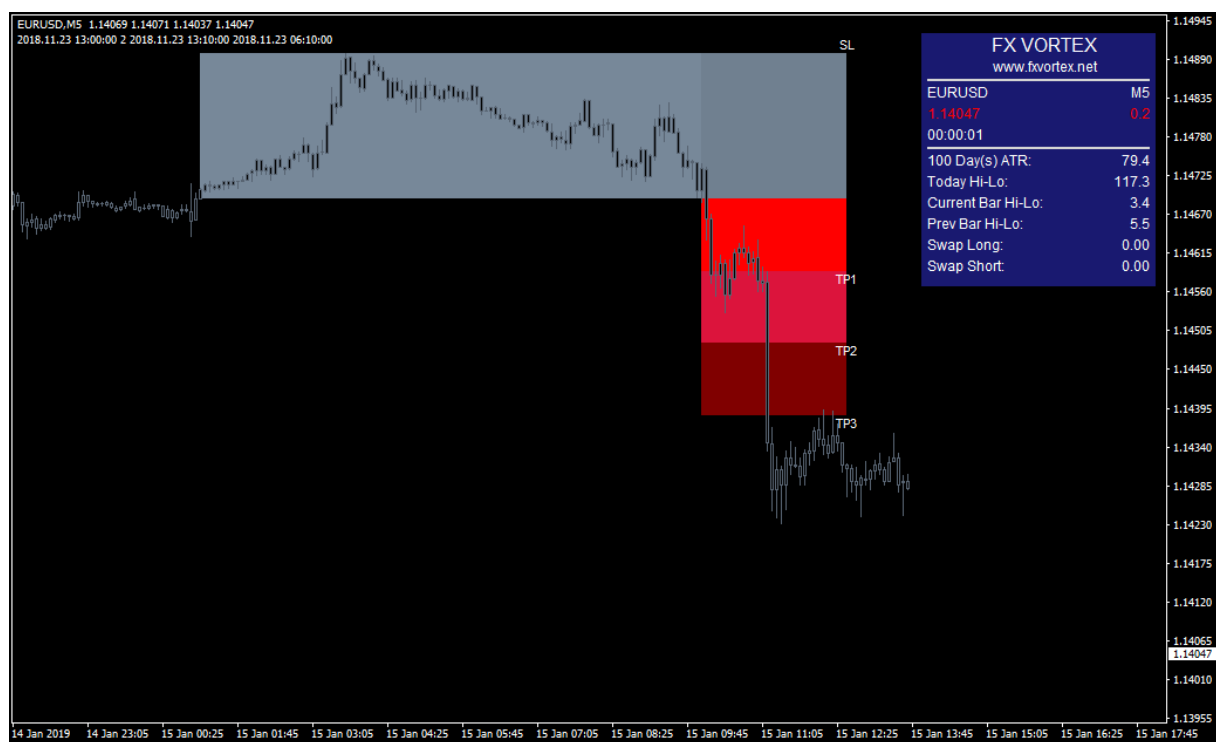 EURUSD,M5 1.14069 1.14071 1.14037 1.14047
2018.11.23 13:00:00 2 2018.11.23 13:10:00 2018.11.23 06:10:00
SL
TP1
TP2
TP3
FX VORTEX
www.fxvortex.net
EURUSD M5
1.14047 0.2
00:00:01
100 Day(s) ATR: 79.4
Today Hi-Lo: 117.3
Current Bar Hi-Lo: 3.4
Prev Bar Hi-Lo: 5.5
Swap Long: 0.00
Swap Short: 0.00
1.14945
1.14890
1.14835
1.14780
1.14725
1.14670
1.14615
1.14560
1.14505
1.14450
1.14395
1.14340
1.14285
1.14230
1.14175
1.14120
1.14065
1.14047
1.14010
1.13955
14 Jan 2019 14 Jan 23:05 15 Jan 00:25 15 Jan 01:45 15 Jan 03:05 15 Jan 04:25 15 Jan 05:45 15 Jan 07:05 15 Jan 08:25 15 Jan 09:45 15 Jan 11:05 15 Jan 12:25 15 Jan 13:45 15 Jan 15:05 15 Jan 16:25 15 Jan 17:45